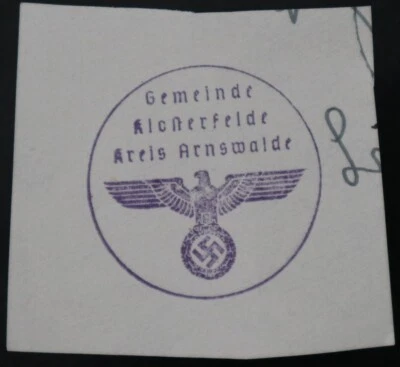 Gemeinde
Klosterfelde
Kreis Arnswalde